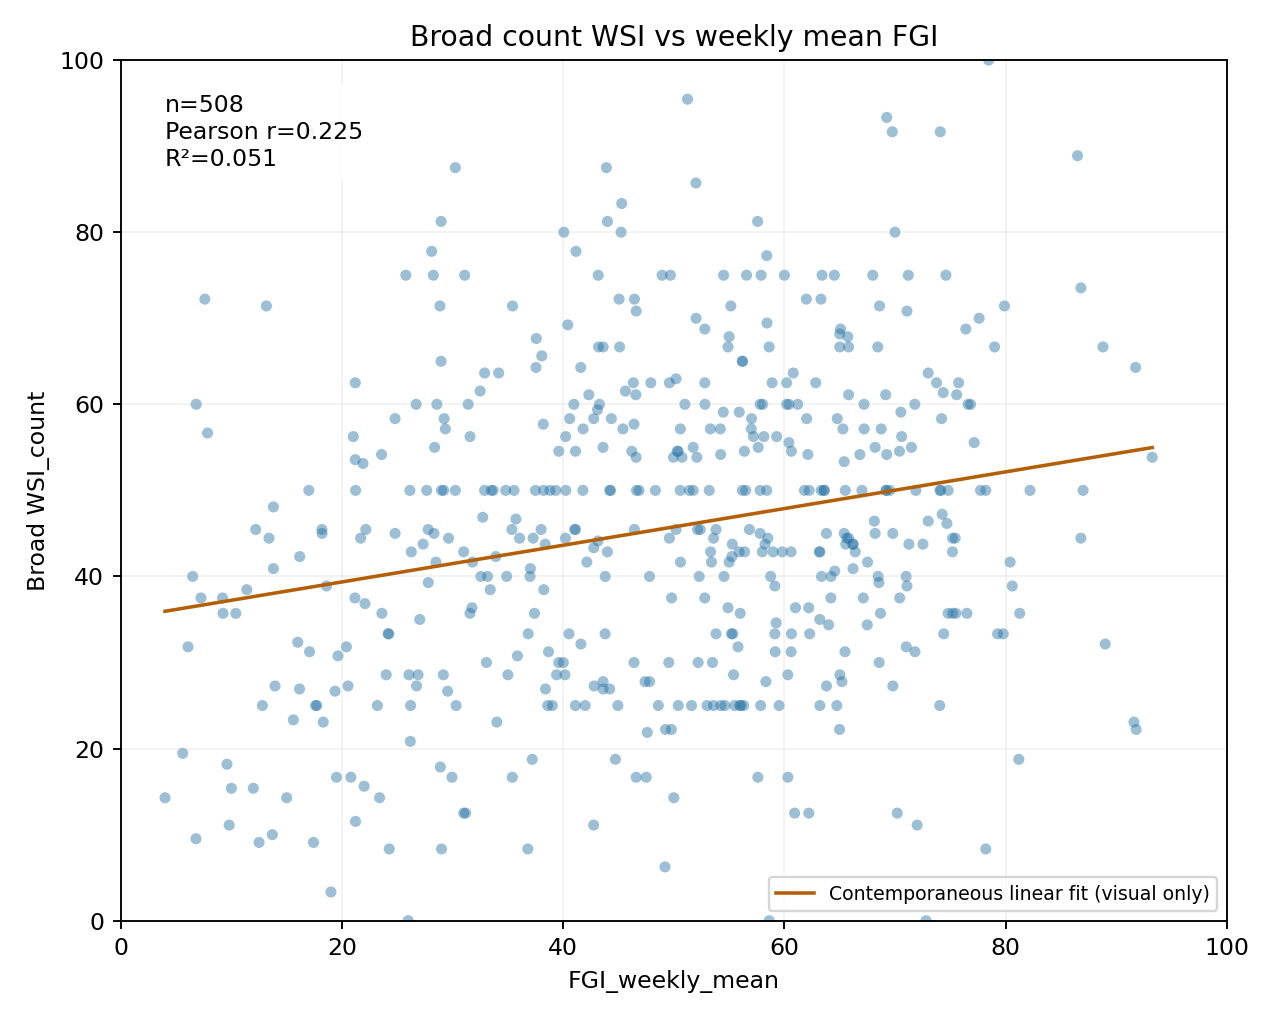 Broad count WSI vs weekly mean FGI
n=508
Pearson r=0.225
R²=0.051
100
80
60
40
20
0
Broad WSI_count
Contemporaneous linear fit (visual only)
0 20 40 60 80 100
FGI_weekly_mean